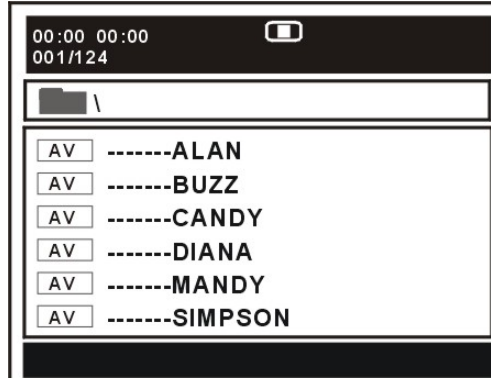 00:00 00:00
001/124
\
AV -------ALAN
AV -------BUZZ
AV -------CANDY
AV -------DIANA
AV -------MANDY
AV -------SIMPSON